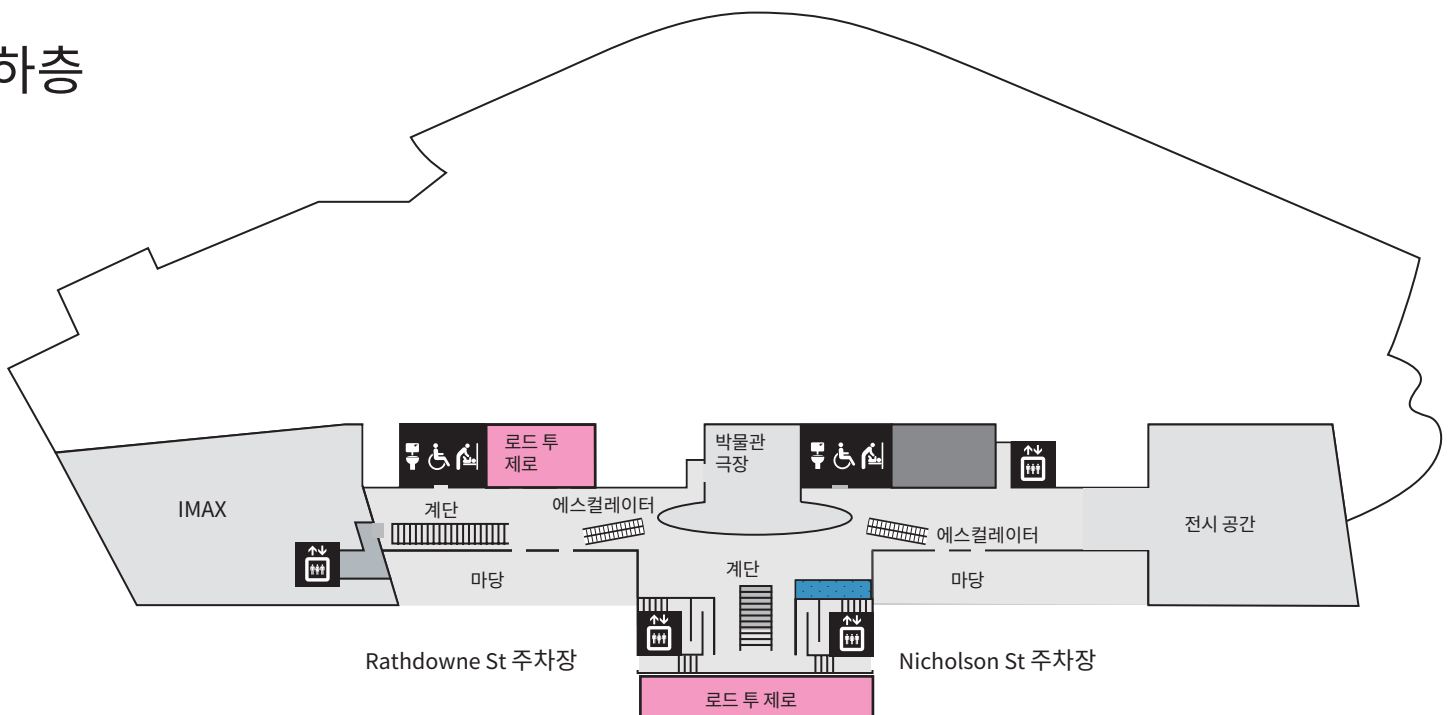 하층
로드 투
제로
박물관
극장
IMAX
계단
에스컬레이터
에스컬레이터
전시 공간
마당
계단
마당
Rathdowne St 주차장
Nicholson St 주차장
로드 투 제로